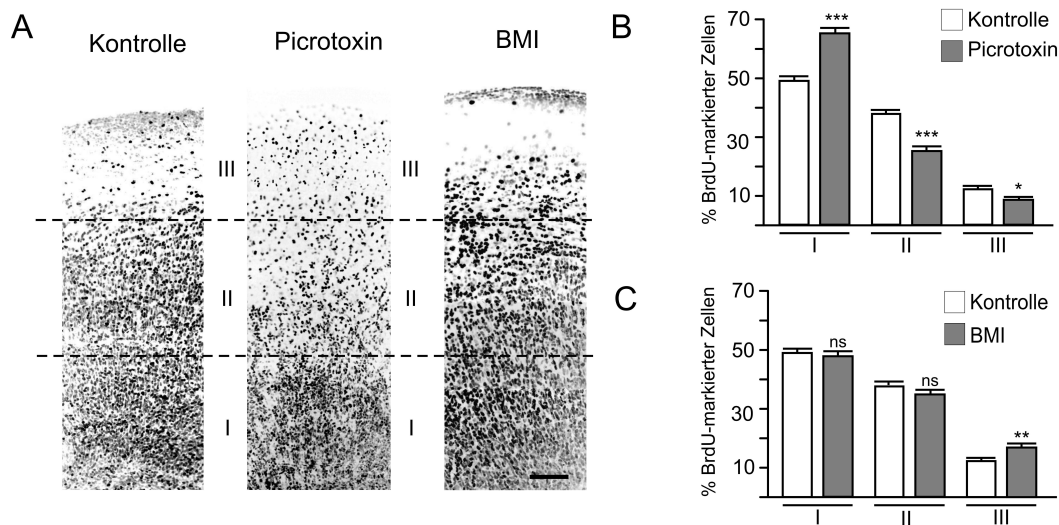 A
Kontrolle
Picrotoxin
BMI
III
III
II
II
I
I
B
% BrdU-markierter Zellen
70
50
30
10
Kontrolle
Picrotoxin
***
***
*
I
II
III
C
% BrdU-markierter Zellen
70
50
30
10
Kontrolle
BMI
ns
ns
**
I
II
III